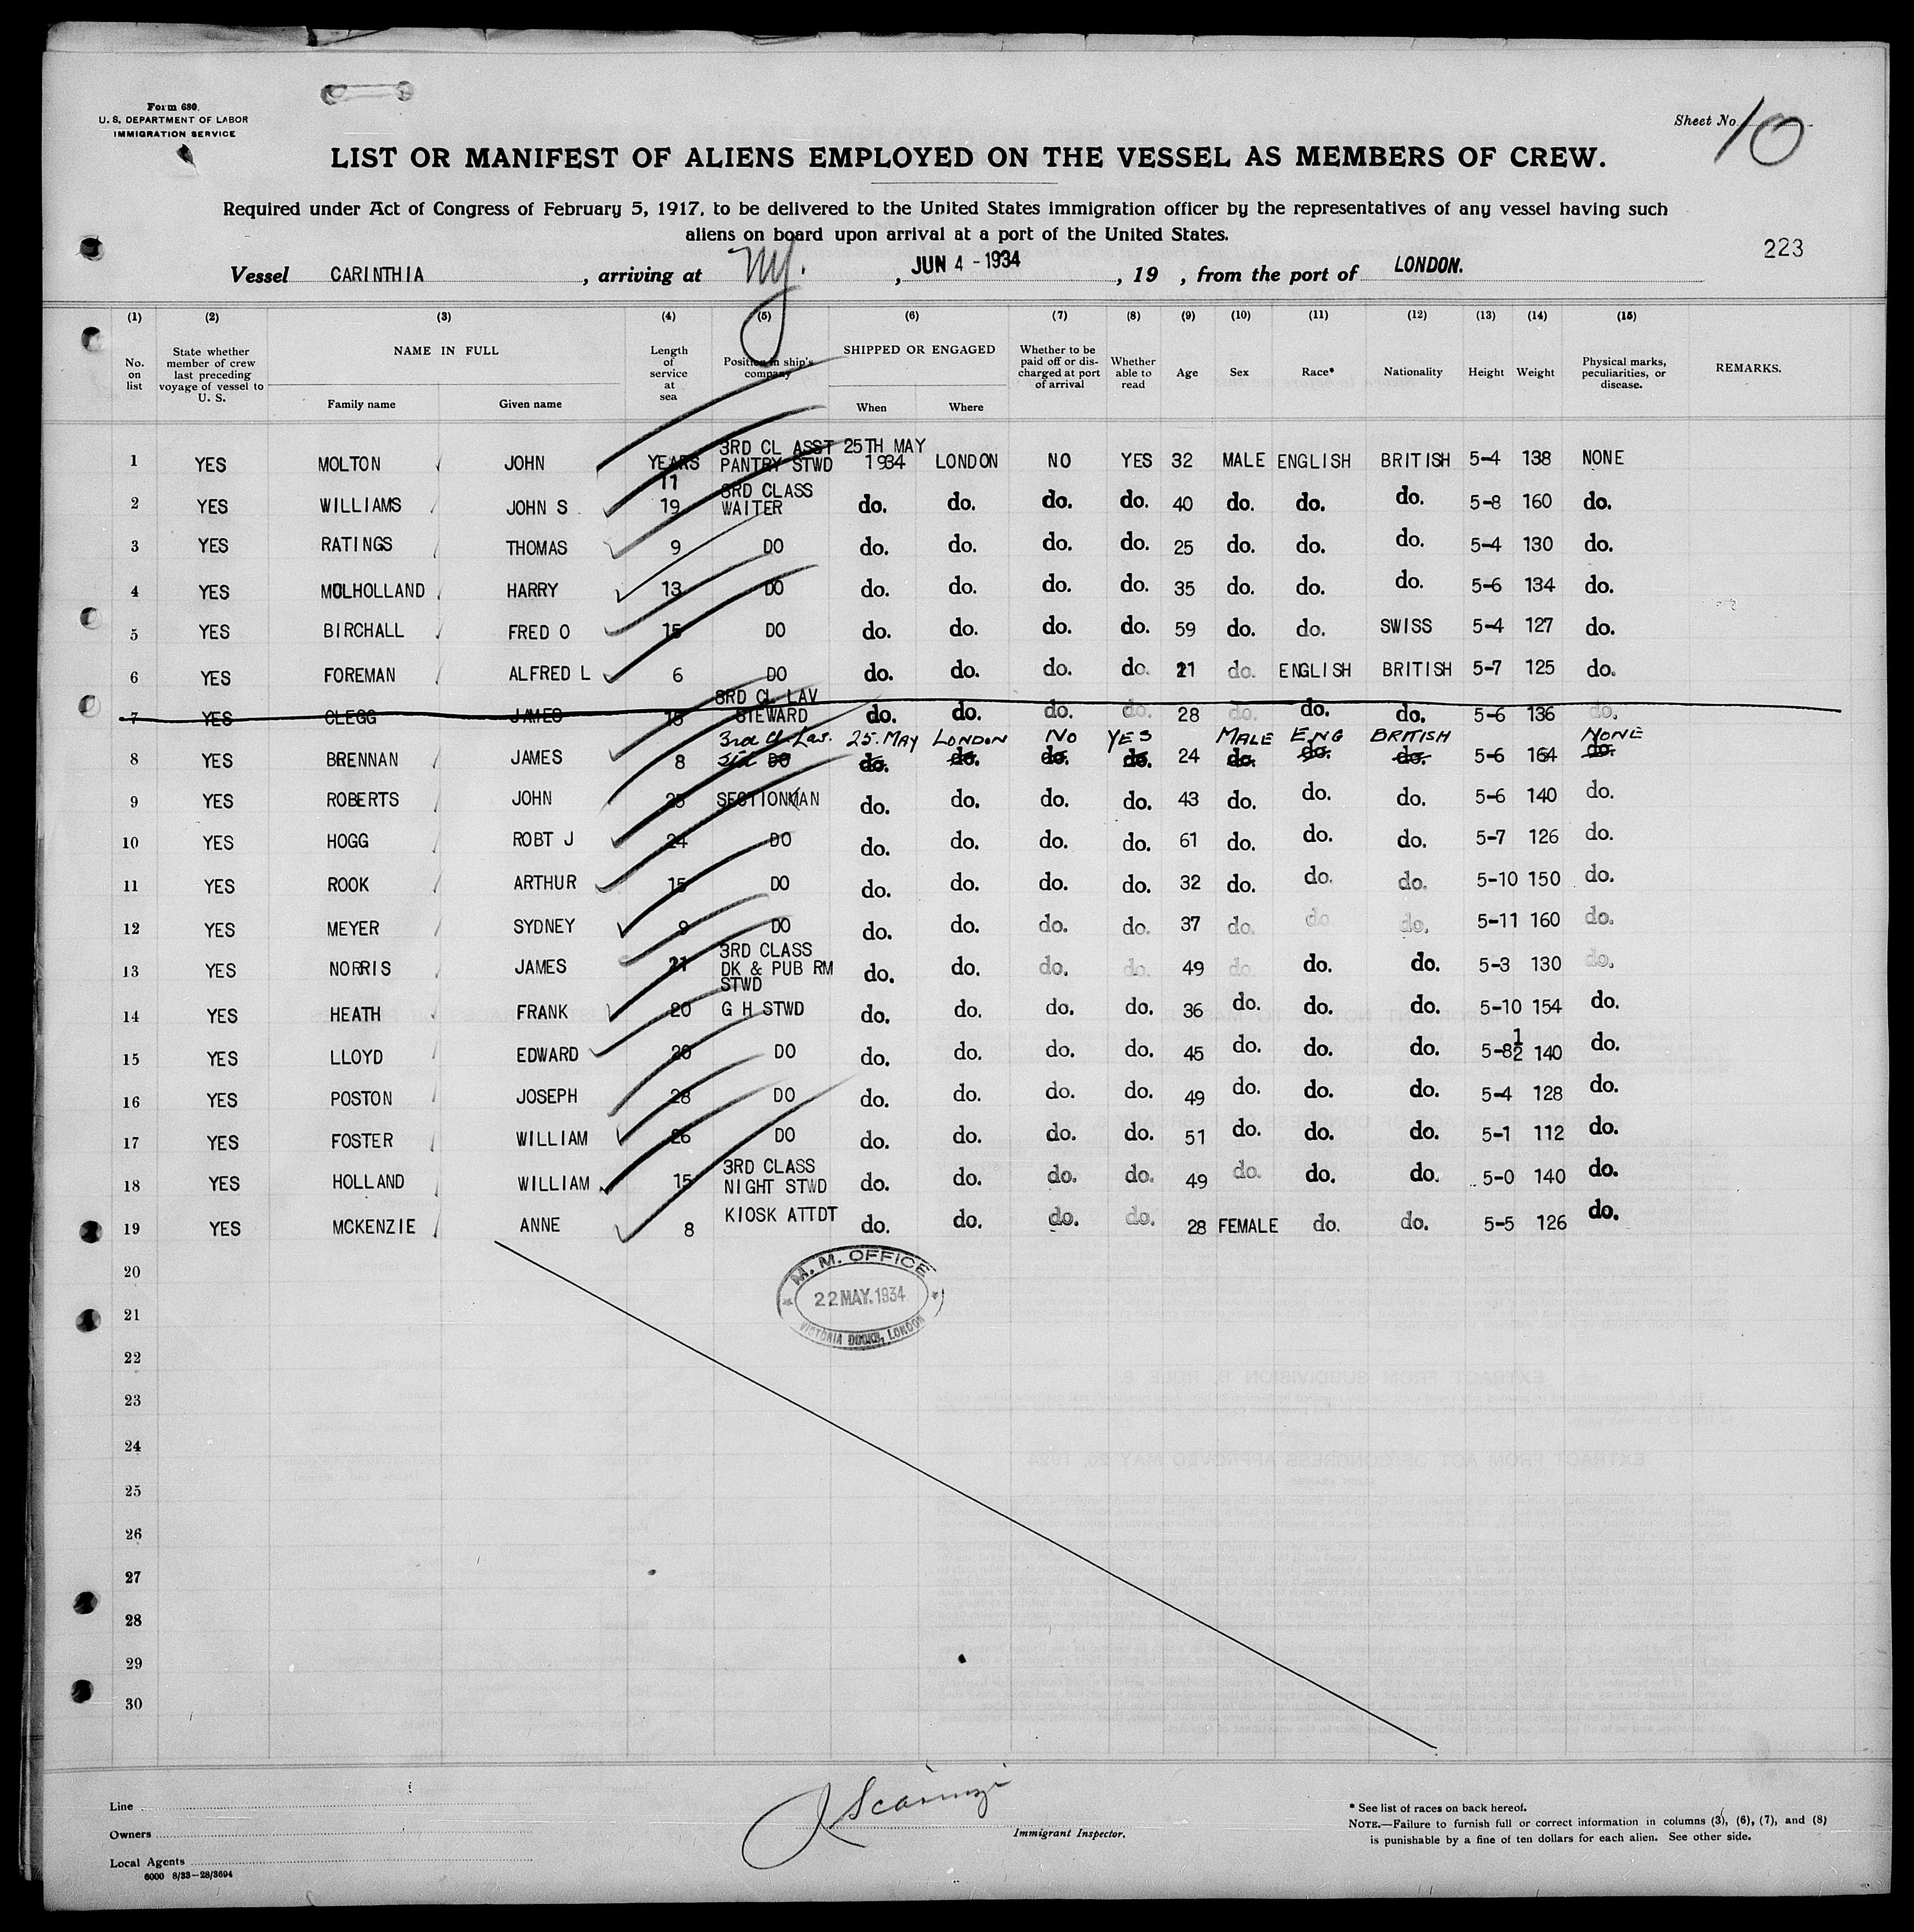 Form 680.
U. S. DEPARTMENT OF LABOR
IMMIGRATION SERVICE
Sheet No. 10
LIST OR MANIFEST OF ALIENS EMPLOYED ON THE VESSEL AS MEMBERS OF CREW.
Required under Act of Congress of February 5, 1917, to be delivered to the United States immigration officer by the representatives of any vessel having such
aliens on board upon arrival at a port of the United States.
223
Vessel CARINTHIA , arriving at NY. , JUN 4 - 1934 , 19 , from the port of LONDON.
(1) (2) (3) (4) (5) (6) (7) (8) (9) (10) (11) (12) (13) (14) (15)
No. on list State whether member of crew last preceding voyage of vessel to U. S. NAME IN FULL Family name Given name Length of service at sea Position in ship's company SHIPPED OR ENGAGED When Where Whether to be paid off or discharged at port of arrival Whether able to read Age Sex Race* Nationality Height Weight Physical marks, peculiarities, or disease. REMARKS.
1 YES MOLTON JOHN YEARS 11 3RD CL ASST PANTRY STWD 25TH MAY 1934 LONDON NO YES 32 MALE ENGLISH BRITISH 5-4 138 NONE
2 YES WILLIAMS JOHN S 19 3RD CLASS WAITER do. do. do. do. 40 do. do. do. 5-8 160 do.
3 YES RATINGS THOMAS 9 DO do. do. do. do. 25 do. do. do. 5-4 130 do.
4 YES MULHOLLAND HARRY 13 DO do. do. do. do. 35 do. do. do. 5-6 134 do.
5 YES BIRCHALL FRED O 15 DO do. do. do. do. 59 do. do. SWISS 5-4 127 do.
6 YES FOREMAN ALFRED L 6 DO do. do. do. do. 21 do. ENGLISH BRITISH 5-7 125 do.
7 YES CLEGG JAMES 15 3RD CL LAV STEWARD do. do. do. do. 28 do. do. do. 5-6 136 do.
3rd Cl. Lav. 25. MAY LONDON NO YES MALE ENG BRITISH NONE
8 YES BRENNAN JAMES 8 3rd DO do. do. do. do. 24 do. do. do. 5-6 164 do.
9 YES ROBERTS JOHN 25 SECTIONMAN do. do. do. do. 43 do. do. do. 5-6 140 do.
10 YES HOGG ROBT J 24 DO do. do. do. do. 61 do. do. do. 5-7 126 do.
11 YES ROOK ARTHUR 15 DO do. do. do. do. 32 do. do. do. 5-10 150 do.
12 YES MEYER SYDNEY 9 DO do. do. do. do. 37 do. do do. 5-11 160 do.
13 YES NORRIS JAMES 21 3RD CLASS DK & PUB RM STWD do. do. do. do. 49 do. do. do. 5-3 130 do.
14 YES HEATH FRANK 20 G H STWD do. do. do. do. 36 do. do. do. 5-10 154 do.
15 YES LLOYD EDWARD 20 DO do. do. do. do. 45 do. do. do. 5-8½ 140 do.
16 YES POSTON JOSEPH 28 DO do. do. do. do. 49 do. do. do. 5-4 128 do.
17 YES FOSTER WILLIAM 26 DO do. do. do. do. 51 do. do. do. 5-1 112 do.
18 YES HOLLAND WILLIAM 15 3RD CLASS NIGHT STWD do. do. do. do. 49 do. do. do. 5-0 140 do.
19 YES MCKENZIE ANNE 8 KIOSK ATTDT do. do. do. do. 28 FEMALE do. do. 5-5 126 do.
20
M. M. OFFICE
21
22 MAY. 1934
VICTORIA DOCKS, LONDON
22
23
24
25
26
27
28
29
30
Line
Owners
Local Agents
6000 8/33—28/3694
Immigrant Inspector.
* See list of races on back hereof.
NOTE.—Failure to furnish full or correct information in columns (3), (6), (7), and (8)
is punishable by a fine of ten dollars for each alien. See other side.